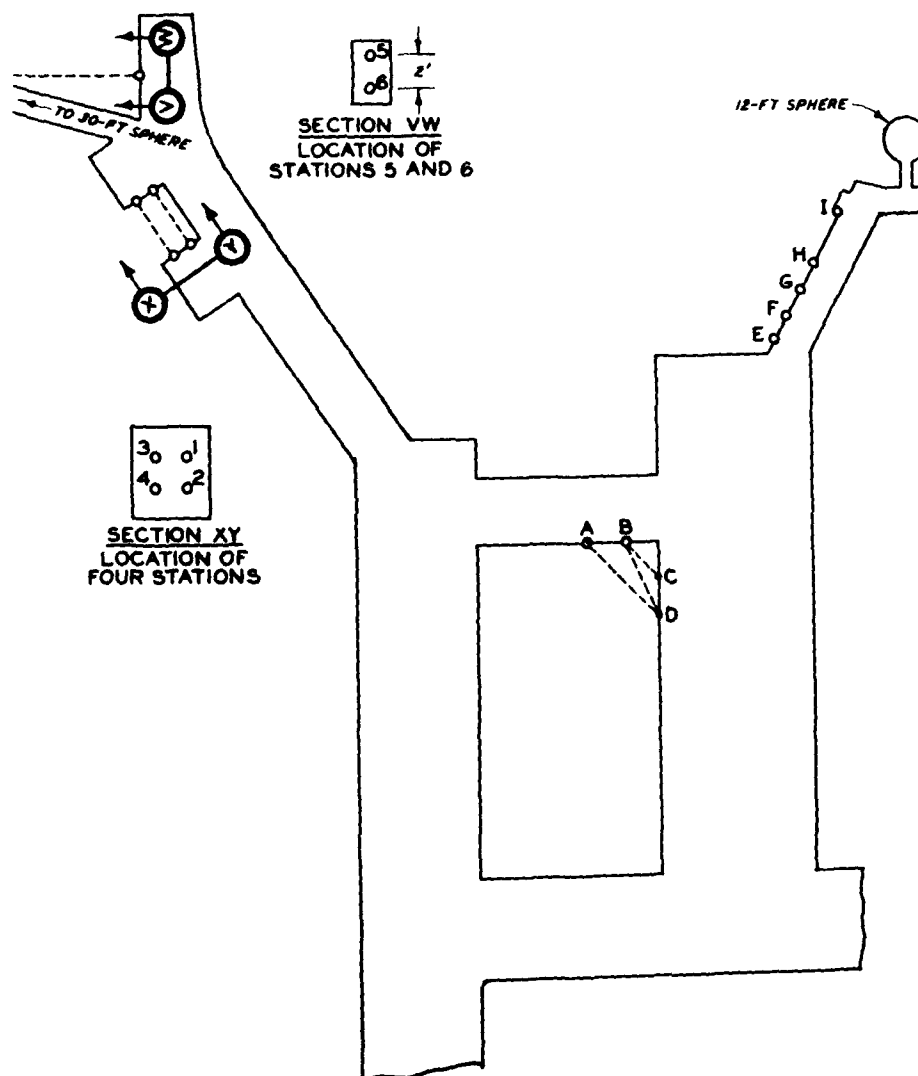 W
V
TO 30-FT SPHERE
5
6
2'
SECTION VW
LOCATION OF
STATIONS 5 AND 6
12-FT SPHERE
I
H
G
F
E
Y
X
3 1
4 2
SECTION XY
LOCATION OF
FOUR STATIONS
A B
C
D